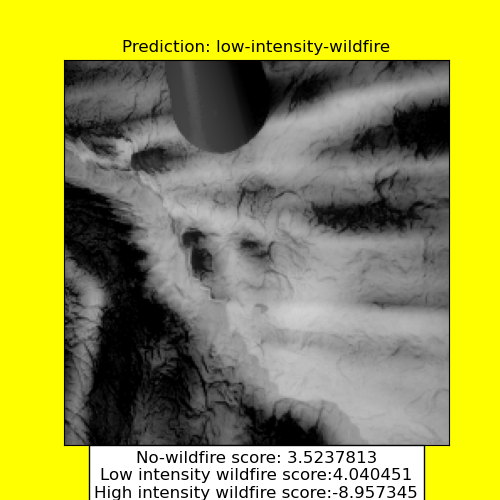 Prediction: low-intensity-wildfire
No-wildfire score: 3.5237813
Low intensity wildfire score:4.040451
High intensity wildfire score:-8.957345